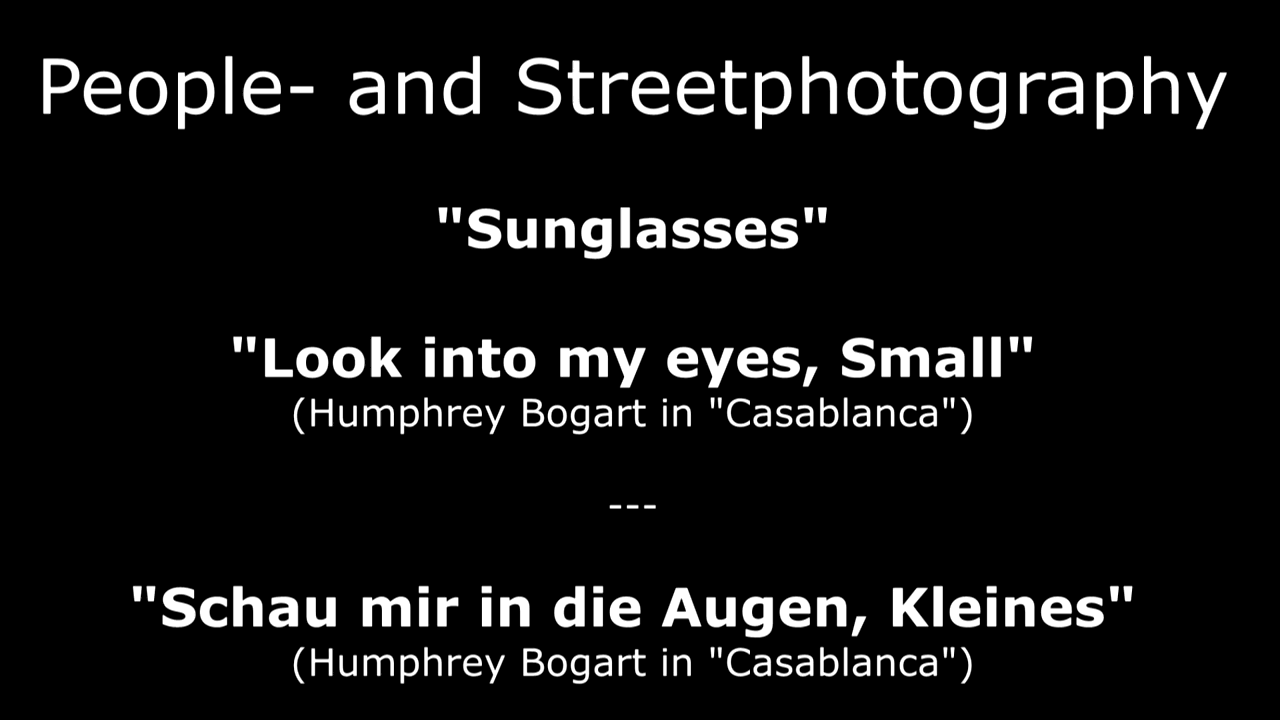 People- and Streetphotography
"Sunglasses"
"Look into my eyes, Small"
(Humphrey Bogart in "Casablanca")
---
"Schau mir in die Augen, Kleines"
(Humphrey Bogart in "Casablanca")